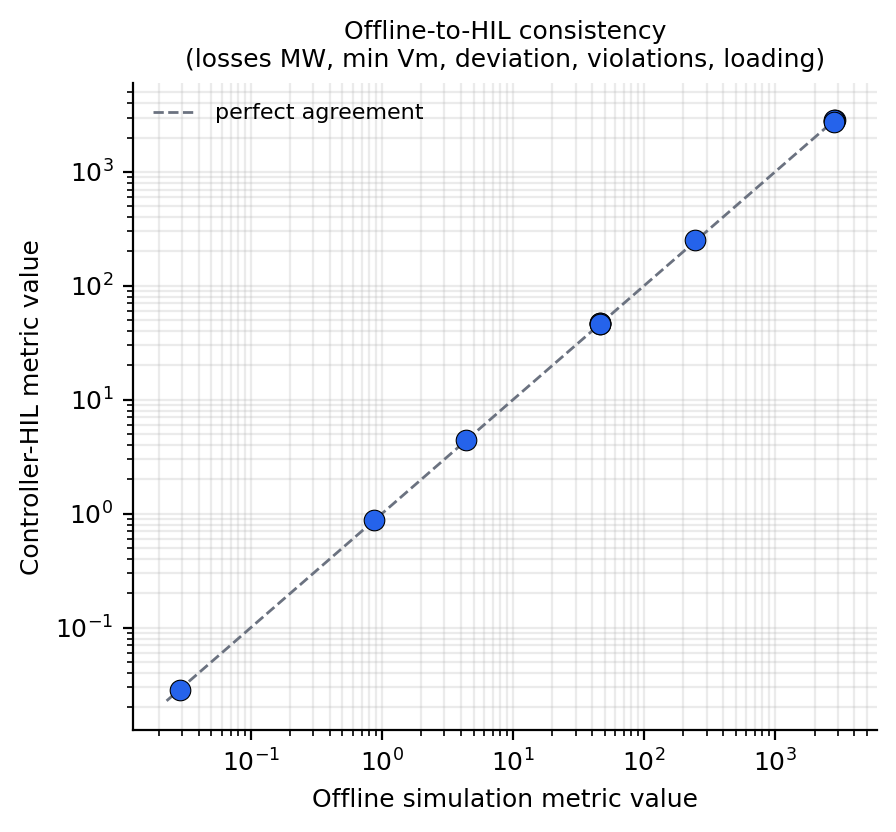 Offline-to-HIL consistency
(losses MW, min Vm, deviation, violations, loading)
perfect agreement
Controller-HIL metric value
10³
10²
10¹
10⁰
10⁻¹
10⁻¹ 10⁰ 10¹ 10² 10³
Offline simulation metric value